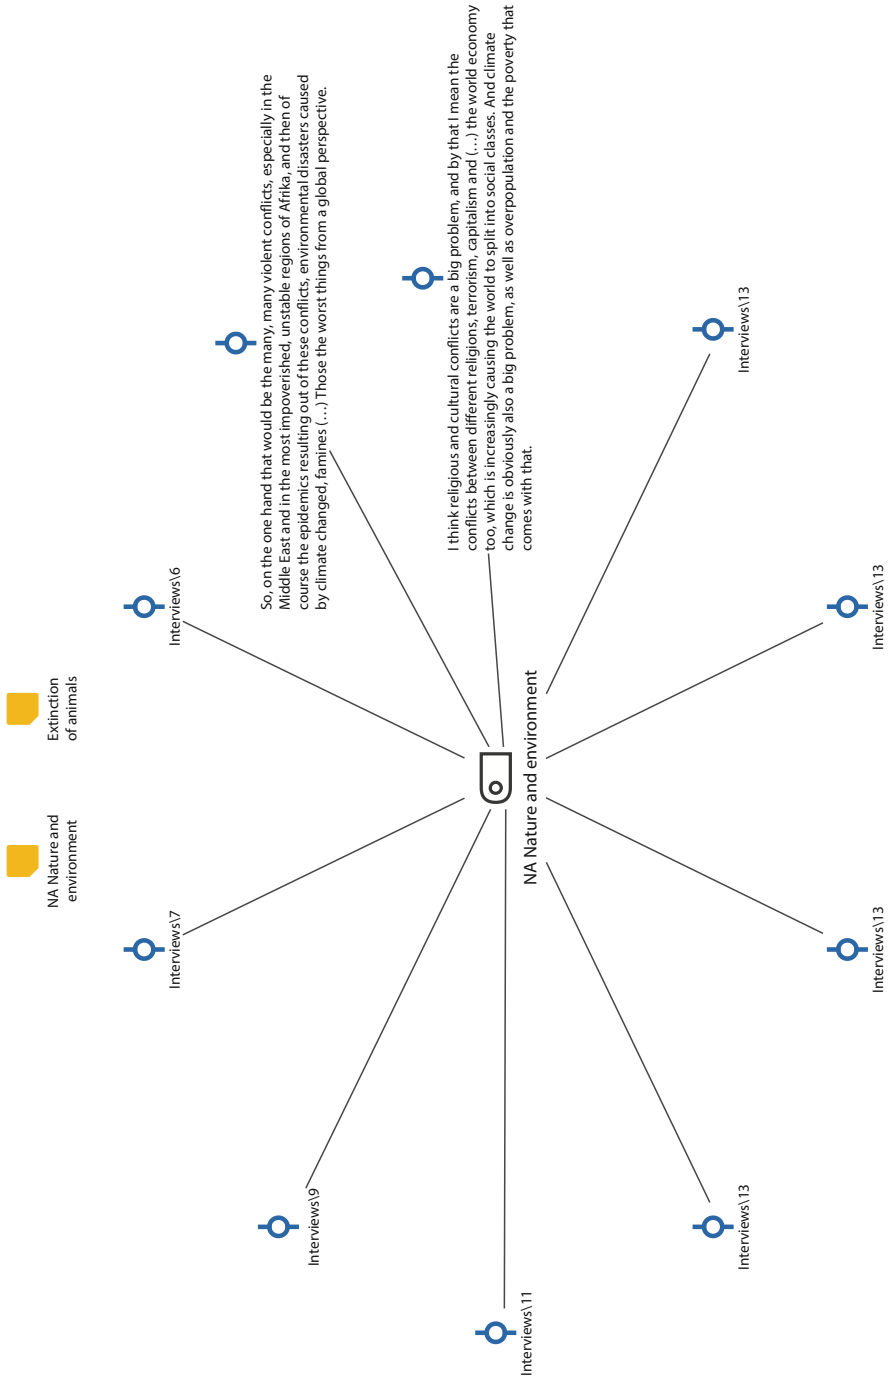 NA Nature and
environment
Extinction
of animals
Interviews\7
Interviews\6
So, on the one hand that would be the many, many violent conflicts, especially in the
Middle East and in the most impoverished, unstable regions of Afrika, and then of
course the epidemics resulting out of these conflicts, environmental disasters caused
by climate changed, famines (…) Those the worst things from a global perspective.
Interviews\9
I think religious and cultural conflicts are a big problem, and by that I mean the
conflicts between different religions, terrorism, capitalism and (…) the world economy
too, which is increasingly causing the world to split into social classes. And climate
change is obviously also a big problem, as well as overpopulation and the poverty that
comes with that.
Interviews\11
NA Nature and environment
Interviews\13
Interviews\13
Interviews\13
Interviews\13